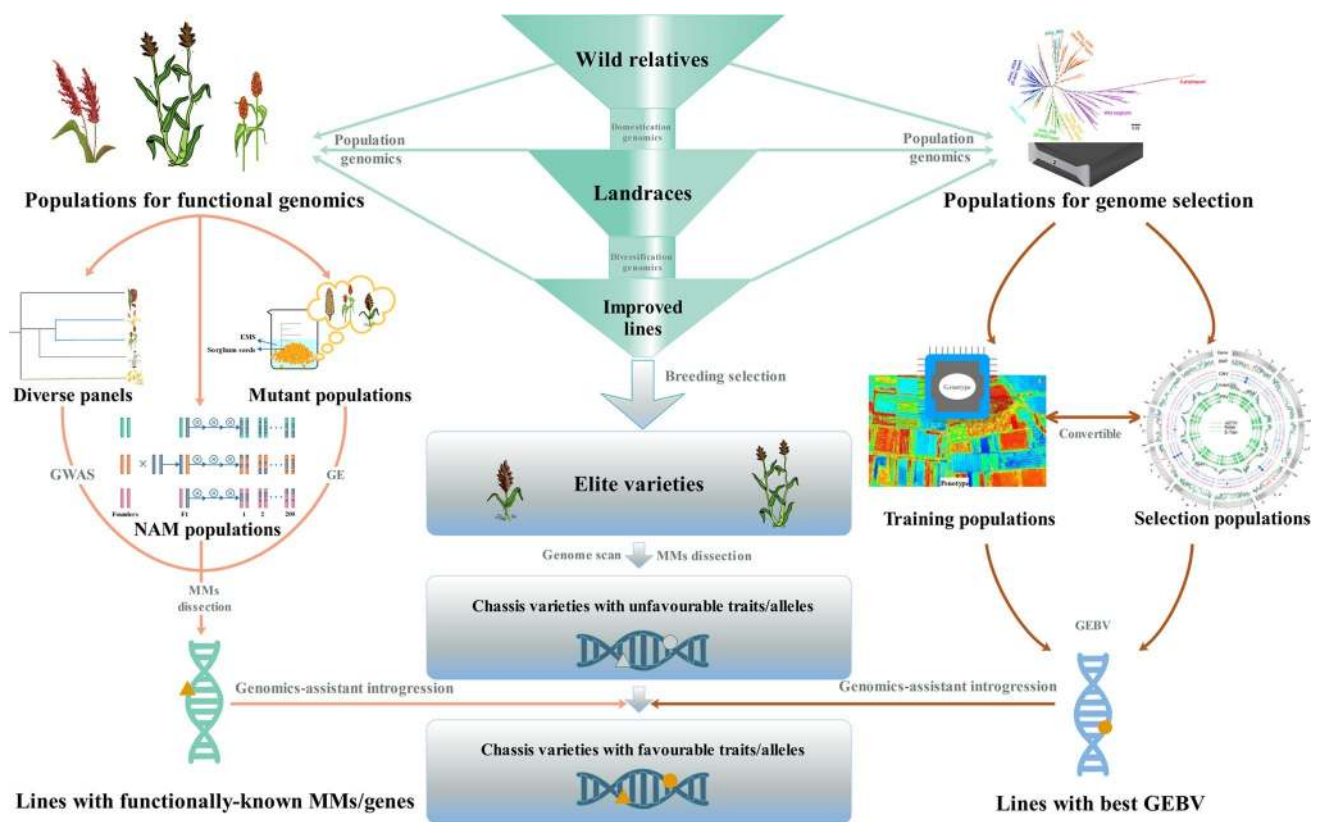 Wild relatives
Domestication
genomics
Population
genomics
Population
genomics
Landraces
Populations for functional genomics
Populations for genome selection
Diversification
genomics
Improved
lines
EMS
Sorghum seeds
Diverse panels
Mutant populations
Breeding selection
Genotype
Convertible
GWAS
GE
Founders
F1
1
2
200
NAM populations
Elite varieties
Training populations
Selection populations
Genome scan
MMs dissection
MMs
dissection
Chassis varieties with unfavourable traits/alleles
GEBV
Genomics-assistant introgression
Genomics-assistant introgression
Chassis varieties with favourable traits/alleles
Lines with functionally-known MMs/genes
Lines with best GEBV